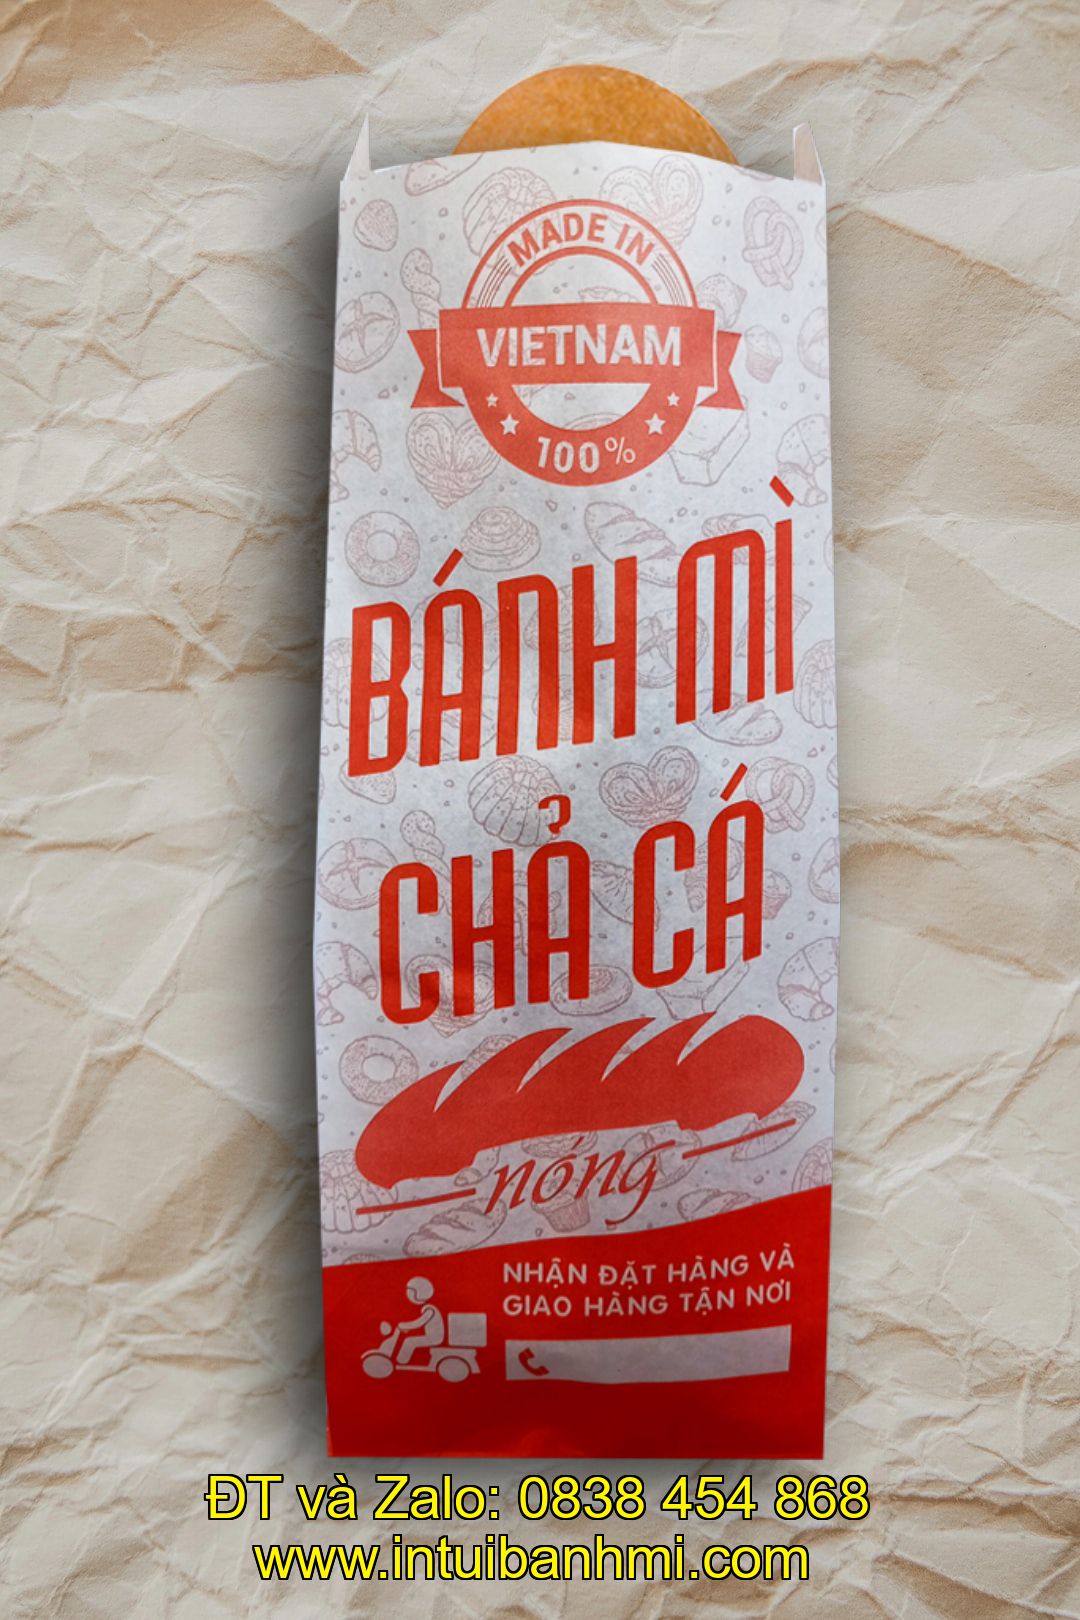 MADE IN
VIETNAM
100%
BÁNH MÌ
CHẢ CÁ
nóng
NHẬN ĐẶT HÀNG VÀ
GIAO HÀNG TẬN NƠI
ĐT và Zalo: 0838 454 868
www.intuibanhmi.com